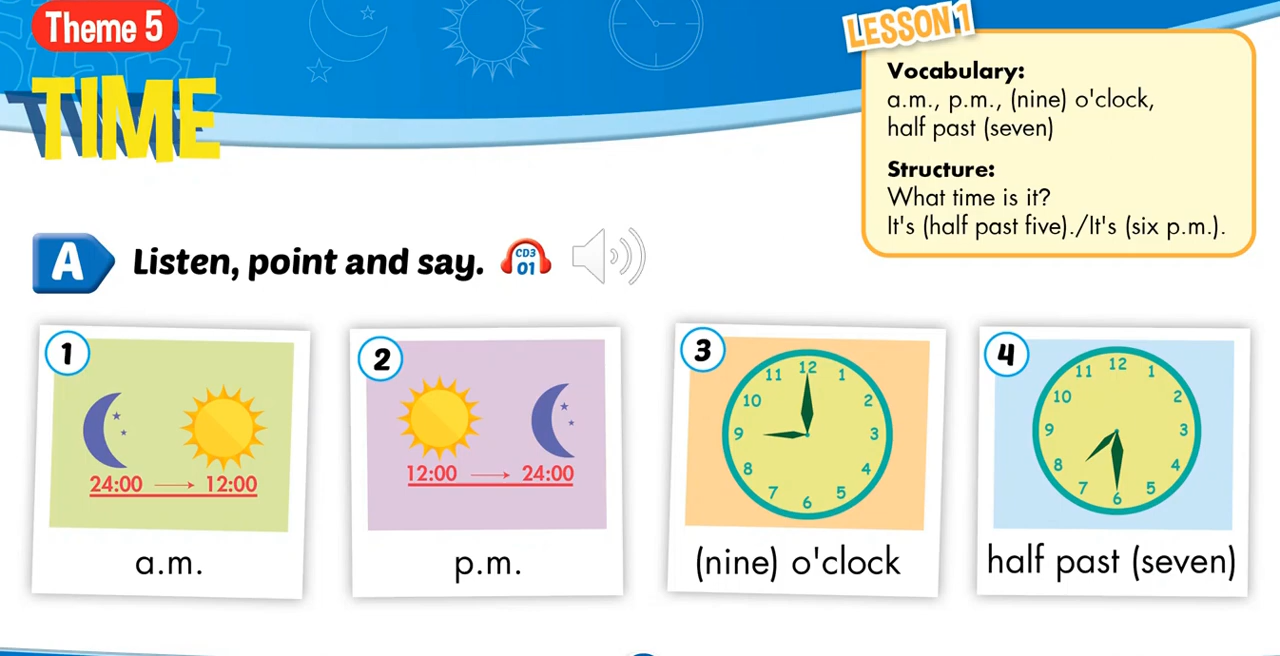 Theme 5
TIME
LESSON 1
Vocabulary:
a.m., p.m., (nine) o'clock,
half past (seven)
Structure:
What time is it?
It's (half past five)./It's (six p.m.).
A
Listen, point and say.
CD3
01
1
24:00 → 12:00
a.m.
2
12:00 → 24:00
p.m.
3
12
1
2
3
4
5
6
7
8
9
10
11
(nine) o'clock
4
12
1
2
3
4
5
6
7
8
9
10
11
half past (seven)